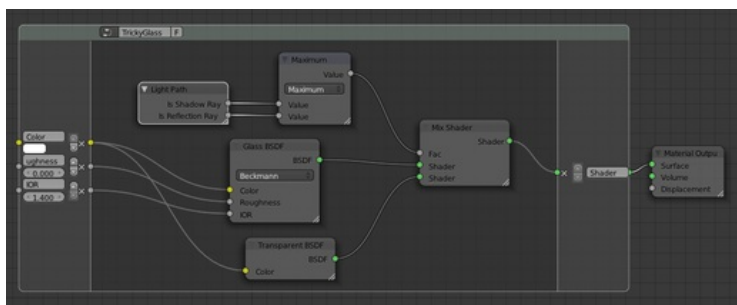 TrickyGlass F
Maximum
Value
Maximum
Value
Value
Light Path
Is Shadow Ray
Is Reflection Ray
Color
ughness
0.000
IOR
1.400
Glass BSDF
BSDF
Beckmann
Color
Roughness
IOR
Transparent BSDF
BSDF
Color
Mix Shader
Shader
Fac
Shader
Shader
Shader
Material Outpu
Surface
Volume
Displacement